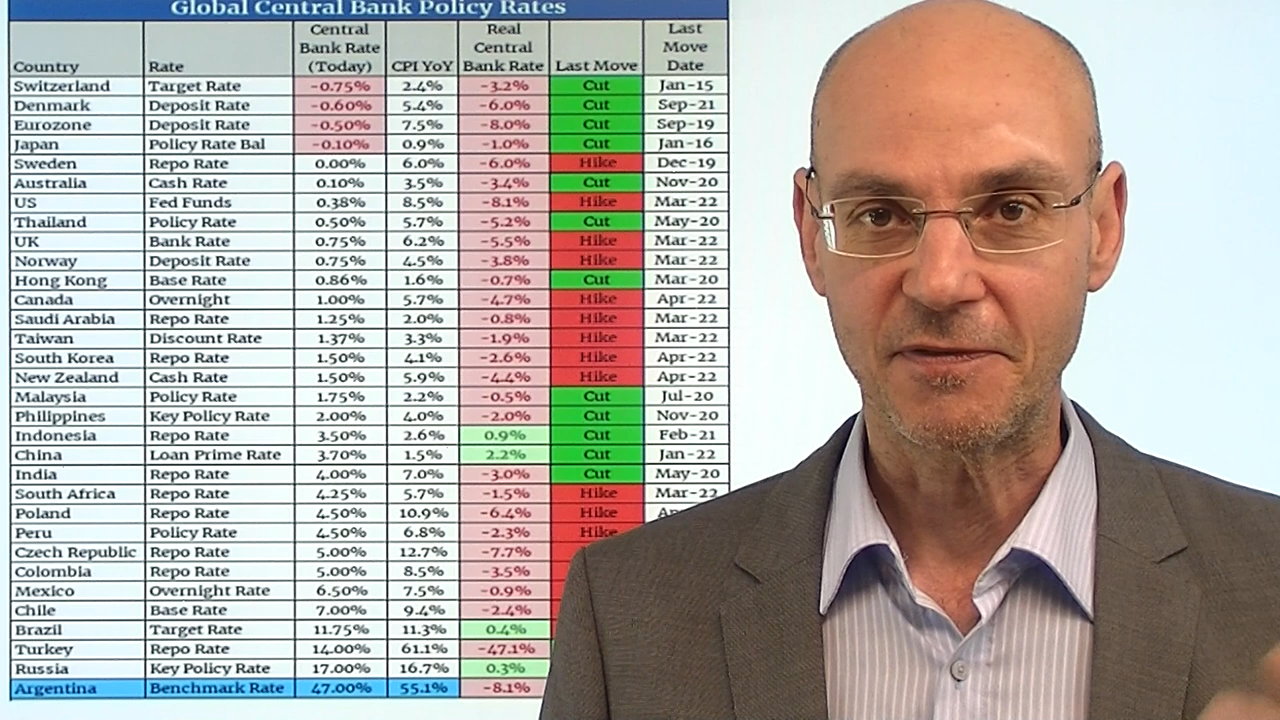 Global Central Bank Policy Rates
Country Rate Central Bank Rate (Today) CPI YoY Real Central Bank Rate Last Move Last Move Date
Switzerland Target Rate -0.75% 2.4% -3.2% Cut Jan-15
Denmark Deposit Rate -0.60% 5.4% -6.0% Cut Sep-21
Eurozone Deposit Rate -0.50% 7.5% -8.0% Cut Sep-19
Japan Policy Rate Bal -0.10% 0.9% -1.0% Cut Jan-16
Sweden Repo Rate 0.00% 6.0% -6.0% Hike Dec-19
Australia Cash Rate 0.10% 3.5% -3.4% Cut Nov-20
US Fed Funds 0.38% 8.5% -8.1% Hike Mar-22
Thailand Policy Rate 0.50% 5.7% -5.2% Cut May-20
UK Bank Rate 0.75% 6.2% -5.5% Hike Mar-22
Norway Deposit Rate 0.75% 4.5% -3.8% Hike Mar-22
Hong Kong Base Rate 0.86% 1.6% -0.7% Cut Mar-20
Canada Overnight 1.00% 5.7% -4.7% Hike Apr-22
Saudi Arabia Repo Rate 1.25% 2.0% -0.8% Hike Mar-22
Taiwan Discount Rate 1.37% 3.3% -1.9% Hike Mar-22
South Korea Repo Rate 1.50% 4.1% -2.6% Hike Apr-22
New Zealand Cash Rate 1.50% 5.9% -4.4% Hike Apr-22
Malaysia Policy Rate 1.75% 2.2% -0.5% Cut Jul-20
Philippines Key Policy Rate 2.00% 4.0% -2.0% Cut Nov-20
Indonesia Repo Rate 3.50% 2.6% 0.9% Cut Feb-21
China Loan Prime Rate 3.70% 1.5% 2.2% Cut Jan-22
India Repo Rate 4.00% 7.0% -3.0% Cut May-20
South Africa Repo Rate 4.25% 5.7% -1.5% Hike Mar-22
Poland Repo Rate 4.50% 10.9% -6.4% Hike
Peru Policy Rate 4.50% 6.8% -2.3% Hike
Czech Republic Repo Rate 5.00% 12.7% -7.7%
Colombia Repo Rate 5.00% 8.5% -3.5%
Mexico Overnight Rate 6.50% 7.5% -0.9%
Chile Base Rate 7.00% 9.4% -2.4%
Brazil Target Rate 11.75% 11.3% 0.4%
Turkey Repo Rate 14.00% 61.1% -47.1%
Russia Key Policy Rate 17.00% 16.7% 0.3%
Argentina Benchmark Rate 47.00% 55.1% -8.1%